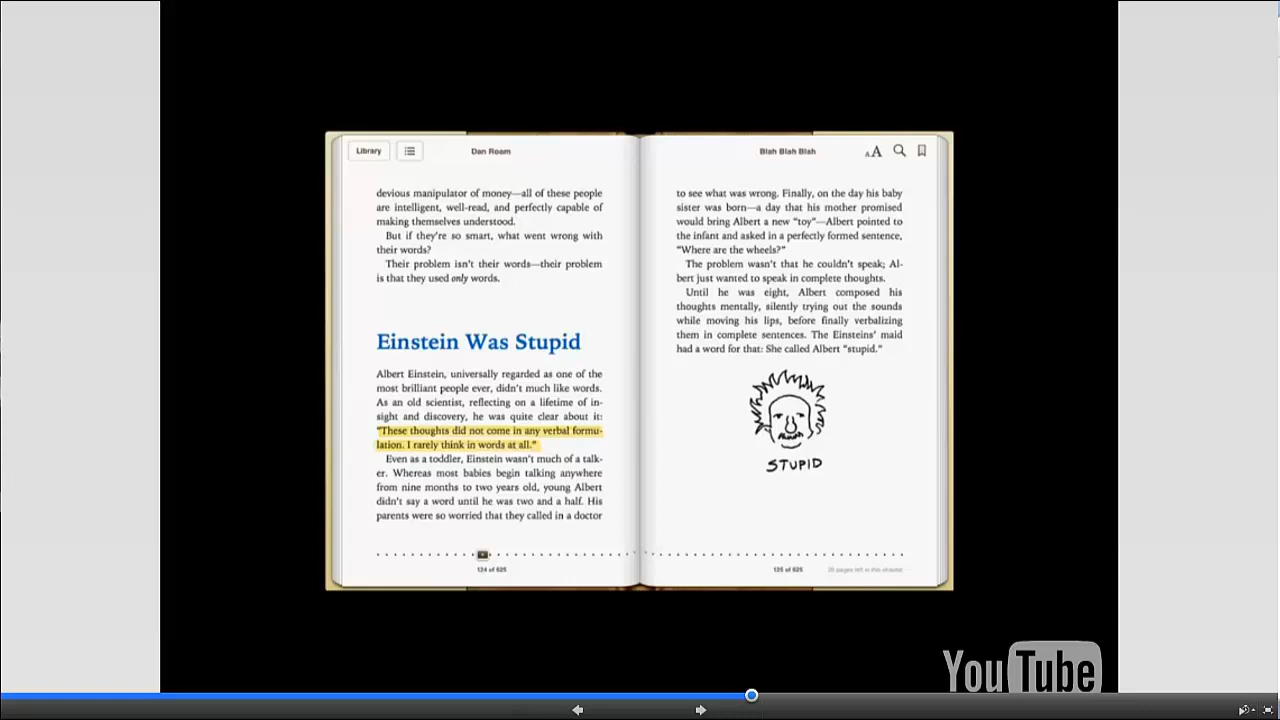 Library
Dan Roam
Blah Blah Blah
AA
devious manipulator of money—all of these people
are intelligent, well-read, and perfectly capable of
making themselves understood.
But if they're so smart, what went wrong with
their words?
Their problem isn't their words—their problem
is that they used only words.
Einstein Was Stupid
Albert Einstein, universally regarded as one of the
most brilliant people ever, didn't much like words.
As an old scientist, reflecting on a lifetime of in-
sight and discovery, he was quite clear about it:
"These thoughts did not come in any verbal formu-
lation. I rarely think in words at all."
Even as a toddler, Einstein wasn't much of a talk-
er. Whereas most babies begin talking anywhere
from nine months to two years old, young Albert
didn't say a word until he was two and a half. His
parents were so worried that they called in a doctor
124 of 625
to see what was wrong. Finally, on the day his baby
sister was born—a day that his mother promised
would bring Albert a new "toy"—Albert pointed to
the infant and asked in a perfectly formed sentence,
"Where are the wheels?"
The problem wasn't that he couldn't speak; Al-
bert just wanted to speak in complete thoughts.
Until he was eight, Albert composed his
thoughts mentally, silently trying out the sounds
while moving his lips, before finally verbalizing
them in complete sentences. The Einsteins' maid
had a word for that: She called Albert "stupid."
STUPID
125 of 625
pages left in this chapter
YouTube